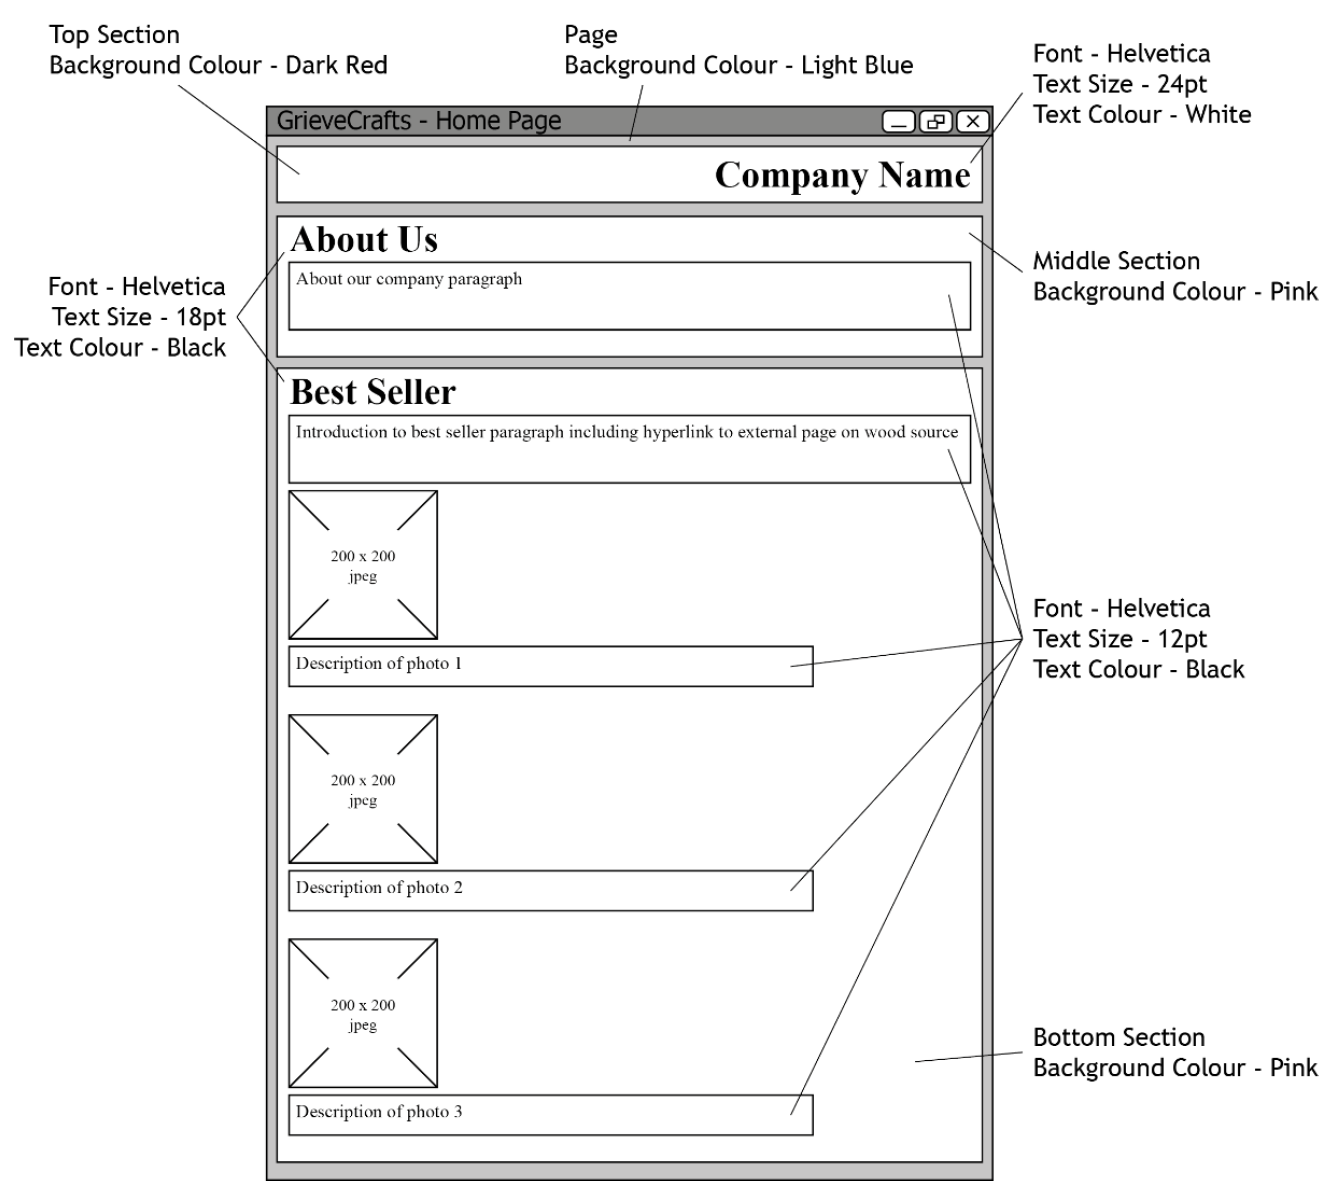 Top Section
Background Colour - Dark Red
Page
Background Colour - Light Blue
Font - Helvetica
Text Size - 24pt
Text Colour - White
GrieveCrafts - Home Page
Company Name
About Us
About our company paragraph
Middle Section
Background Colour - Pink
Font - Helvetica
Text Size - 18pt
Text Colour - Black
Best Seller
Introduction to best seller paragraph including hyperlink to external page on wood source
200 x 200
jpeg
Description of photo 1
Font - Helvetica
Text Size - 12pt
Text Colour - Black
200 x 200
jpeg
Description of photo 2
200 x 200
jpeg
Description of photo 3
Bottom Section
Background Colour - Pink